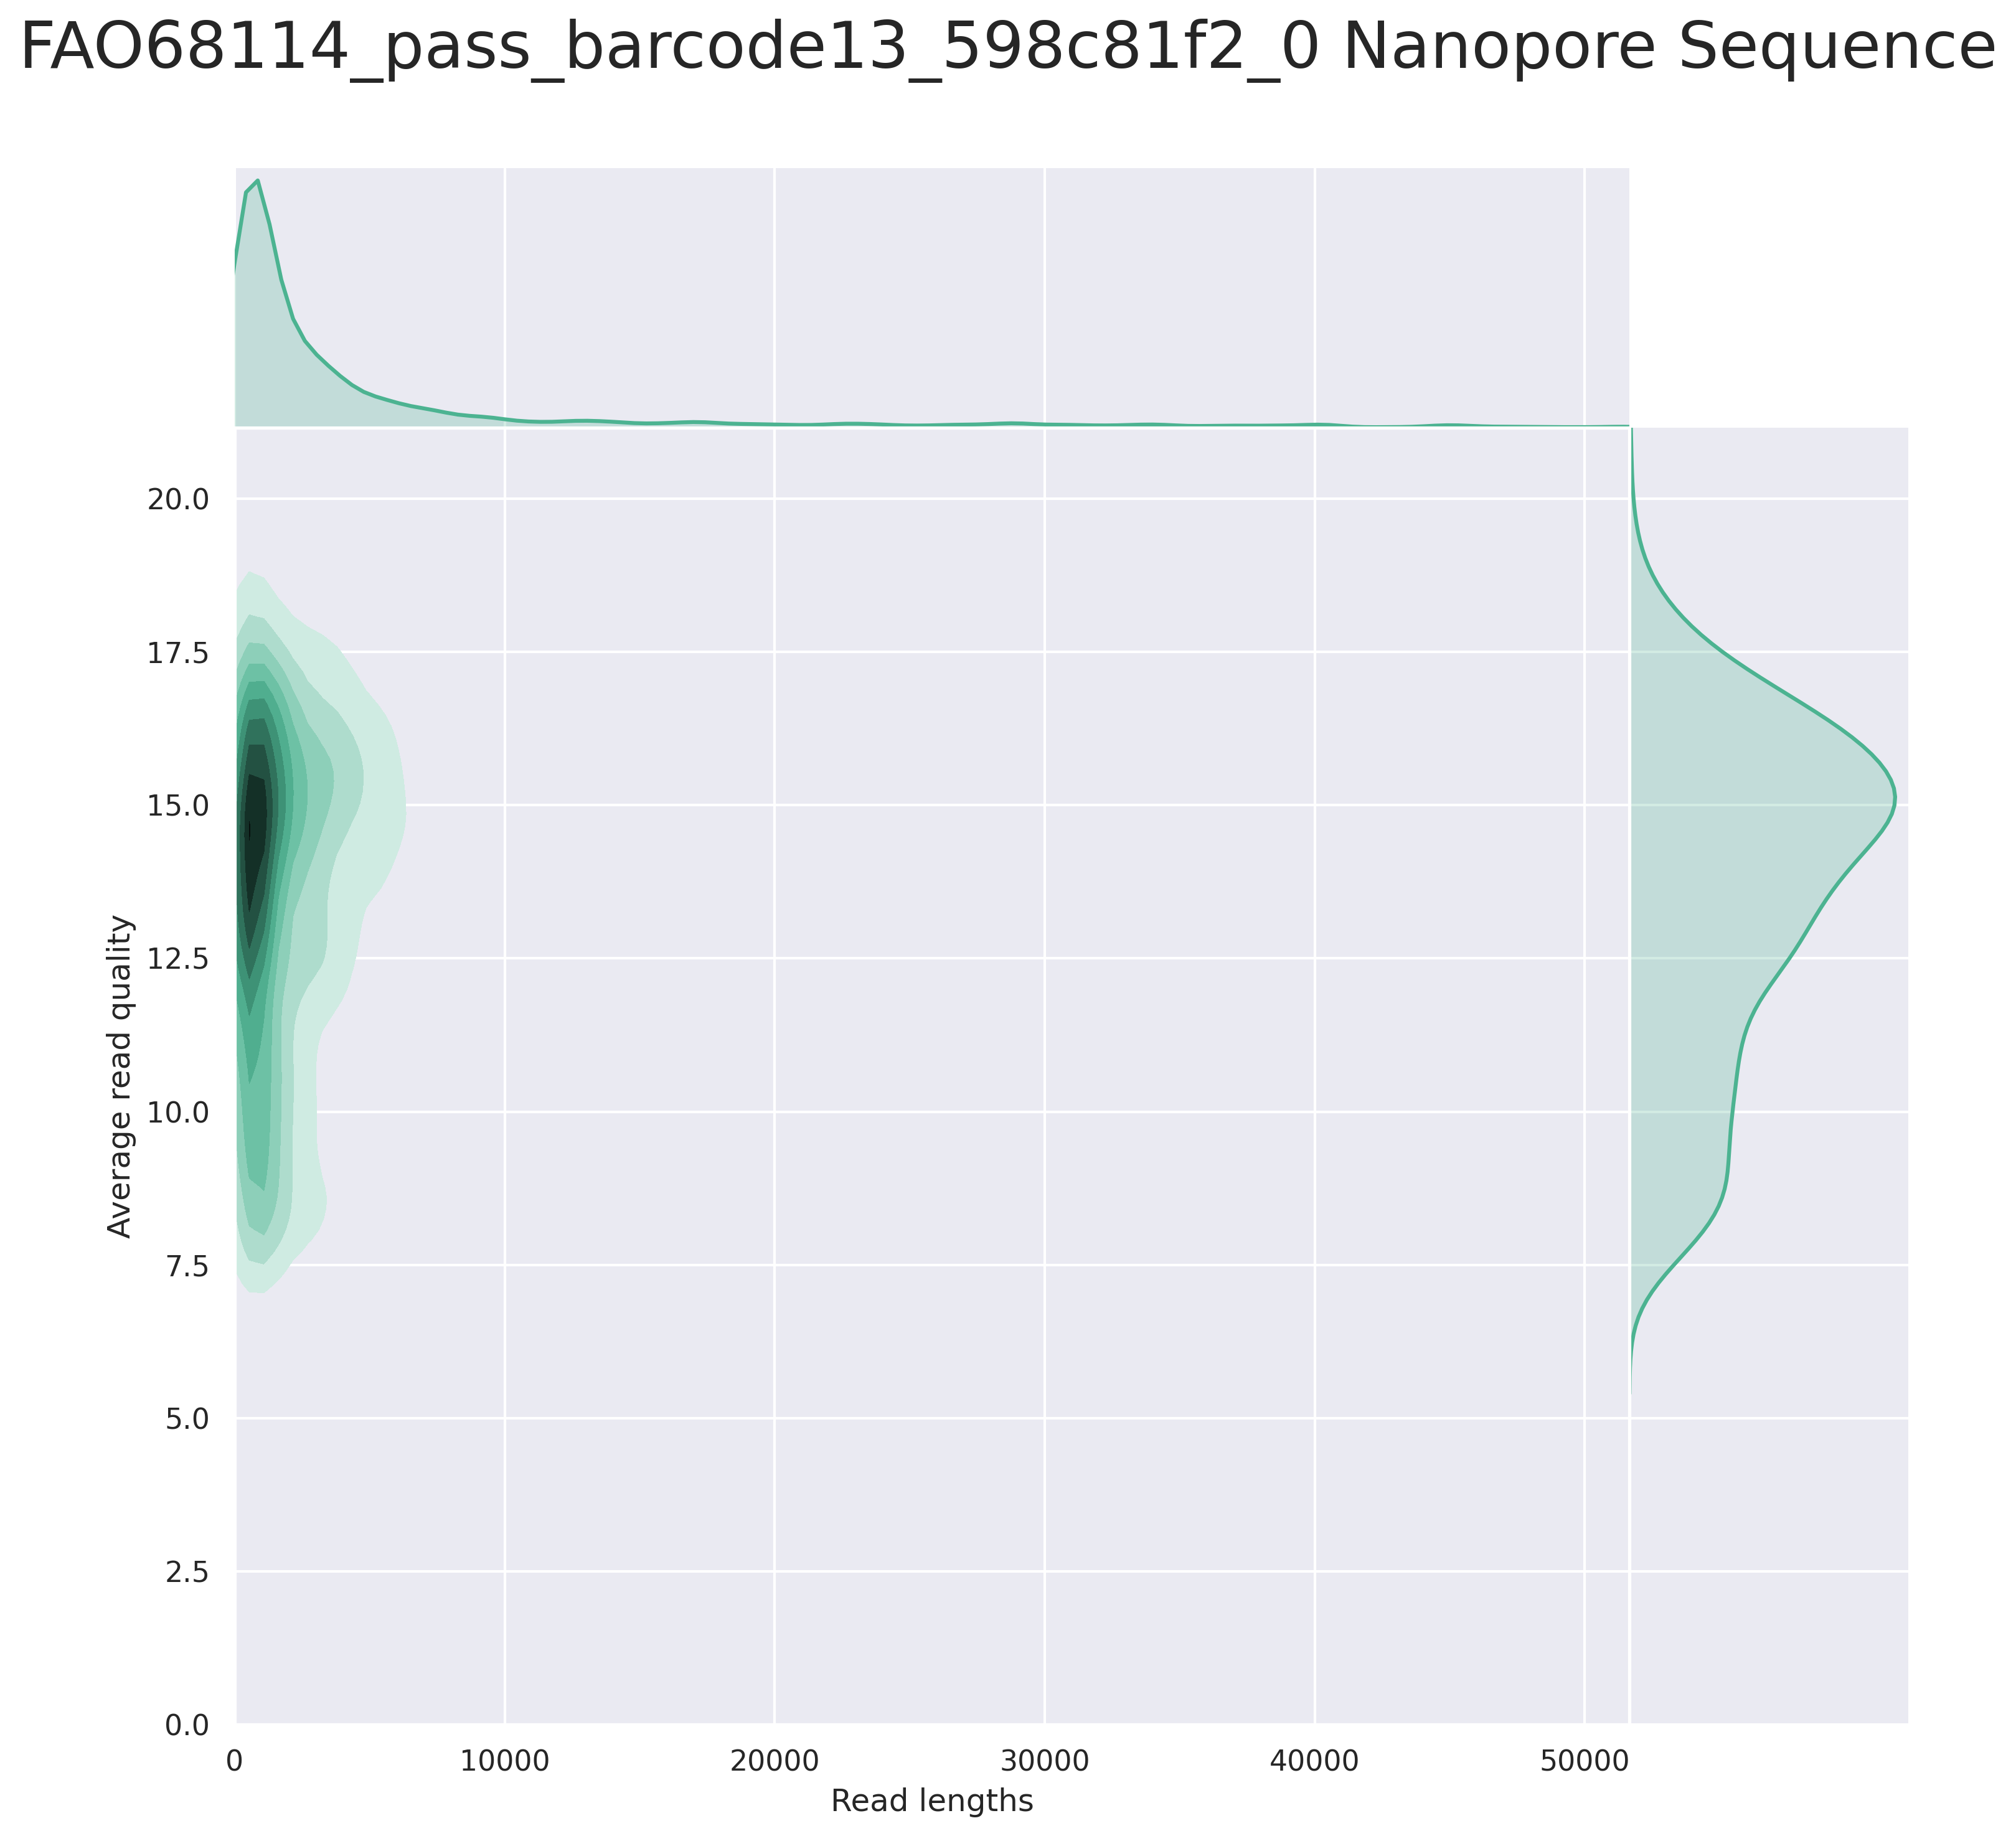 FAO68114_pass_barcode13_598c81f2_0 Nanopore Sequence
20.0
17.5
15.0
12.5
10.0
7.5
5.0
2.5
0.0
Average read quality
0 10000 20000 30000 40000 50000
Read lengths